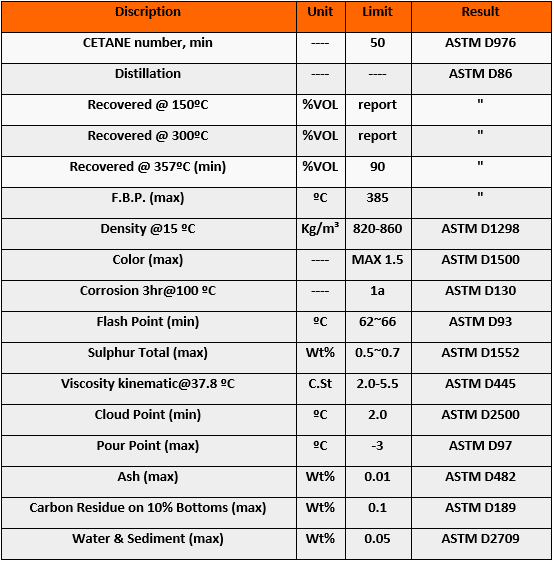 Discription Unit Limit Result
CETANE number, min ---- 50 ASTM D976
Distillation ---- ---- ASTM D86
Recovered @ 150ºC %VOL report "
Recovered @ 300ºC %VOL report "
Recovered @ 357ºC (min) %VOL 90 "
F.B.P. (max) ºC 385 "
Density @15 ºC Kg/m³ 820-860 ASTM D1298
Color (max) ---- MAX 1.5 ASTM D1500
Corrosion 3hr@100 ºC ---- 1a ASTM D130
Flash Point (min) ºC 62~66 ASTM D93
Sulphur Total (max) Wt% 0.5~0.7 ASTM D1552
Viscosity kinematic@37.8 ºC C.St 2.0-5.5 ASTM D445
Cloud Point (min) ºC 2.0 ASTM D2500
Pour Point (max) ºC -3 ASTM D97
Ash (max) Wt% 0.01 ASTM D482
Carbon Residue on 10% Bottoms (max) Wt% 0.1 ASTM D189
Water & Sediment (max) Wt% 0.05 ASTM D2709